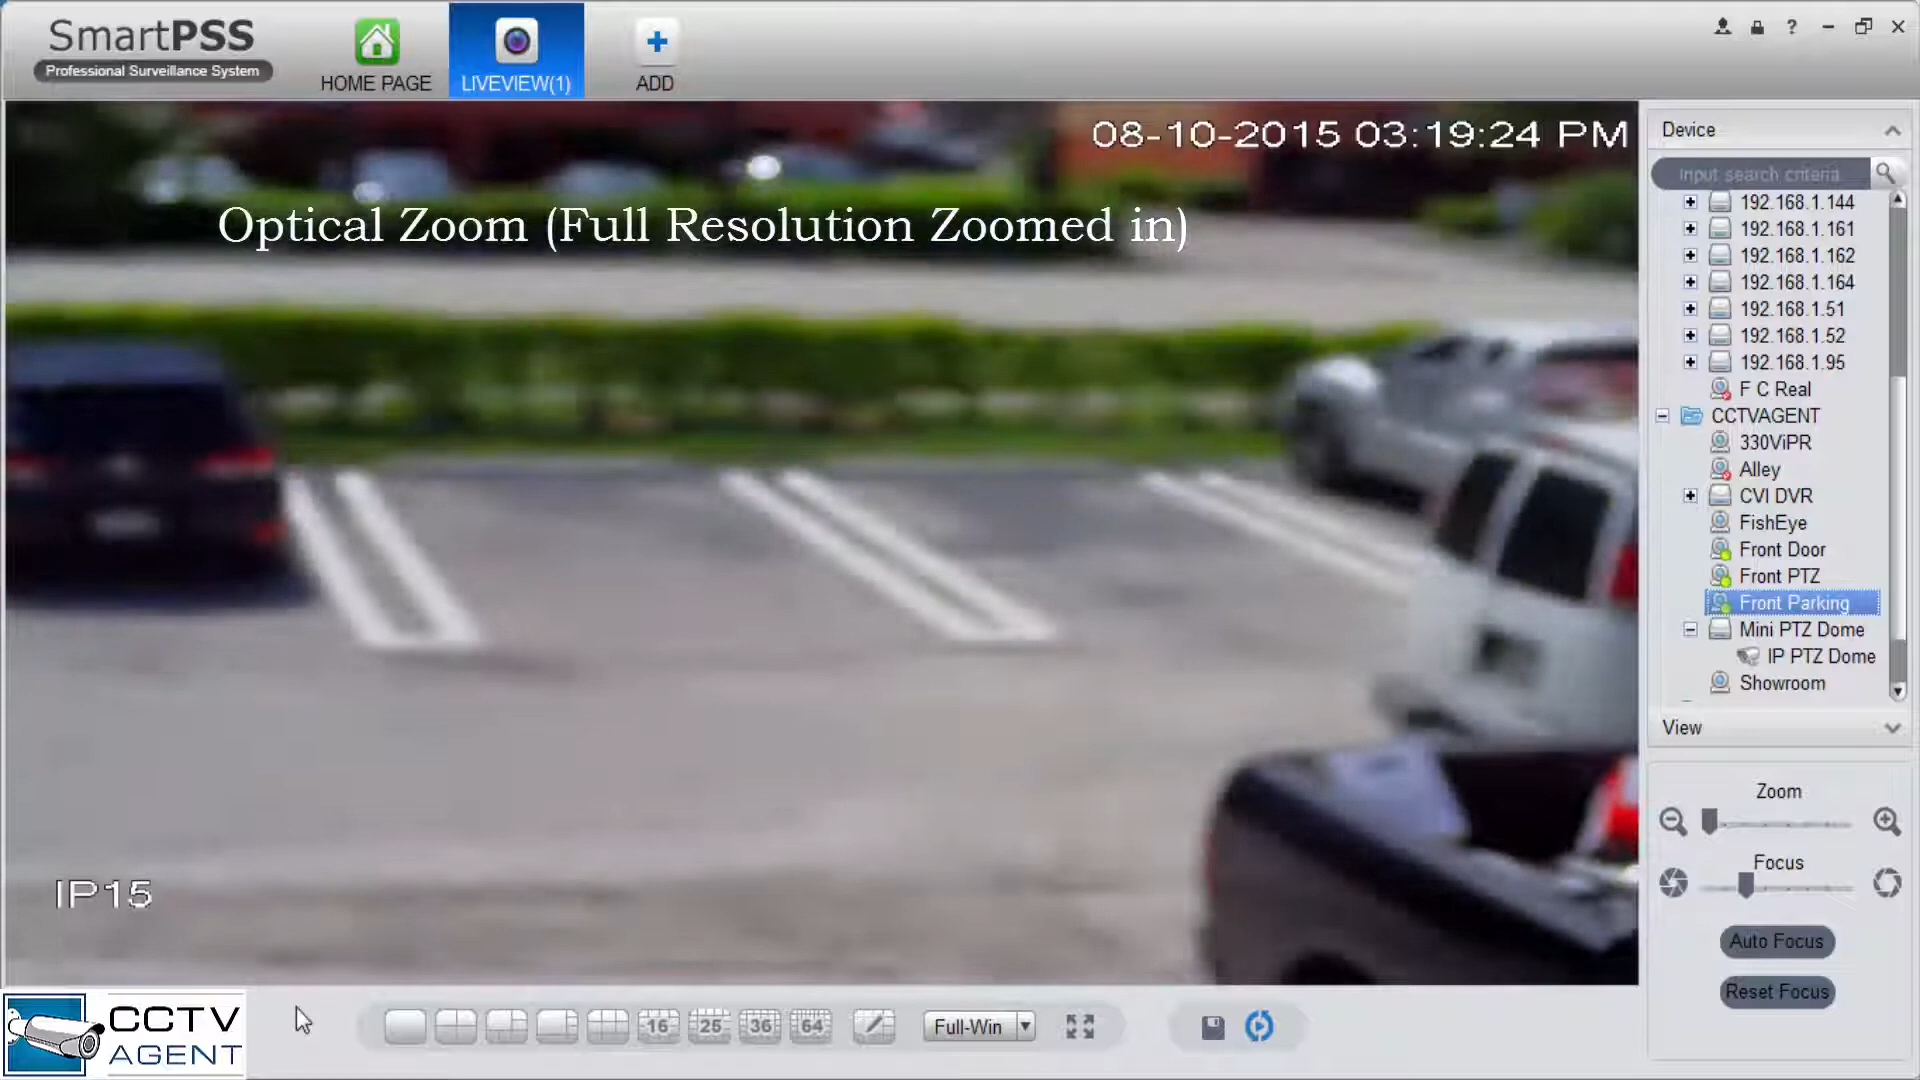 SmartPSS
Professional Surveillance System
HOME PAGE
LIVEVIEW(1)
ADD
?
08-10-2015 03:19:24 PM
Optical Zoom (Full Resolution Zoomed in)
IP15
Device
Input search criteria
192.168.1.144
192.168.1.161
192.168.1.162
192.168.1.164
192.168.1.51
192.168.1.52
192.168.1.95
F C Real
CCTVAGENT
330ViPR
Alley
CVI DVR
FishEye
Front Door
Front PTZ
Front Parking
Mini PTZ Dome
IP PTZ Dome
Showroom
View
Zoom
Focus
Auto Focus
Reset Focus
CCTV
AGENT
16
25
36
64
Full-Win